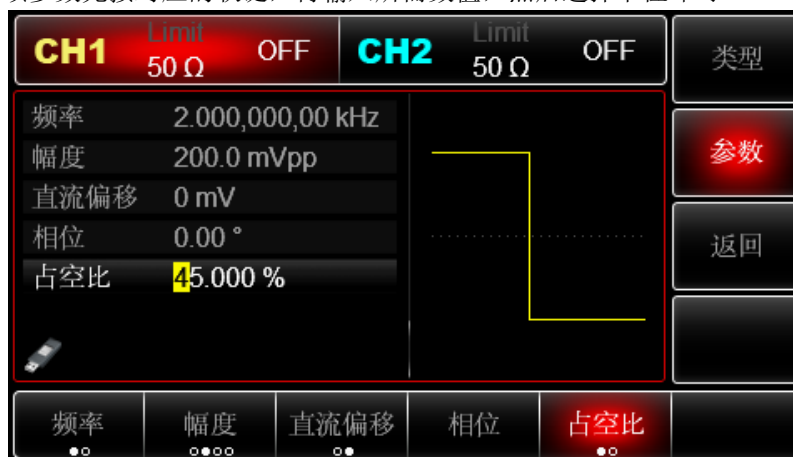 CH1 Limit 50 Ω OFF CH2 Limit 50 Ω OFF
类型
频率 2.000,000,00 kHz
幅度 200.0 mVpp
参数
直流偏移 0 mV
相位 0.00 °
返回
占空比 45.000 %
频率 幅度 直流偏移 相位 占空比